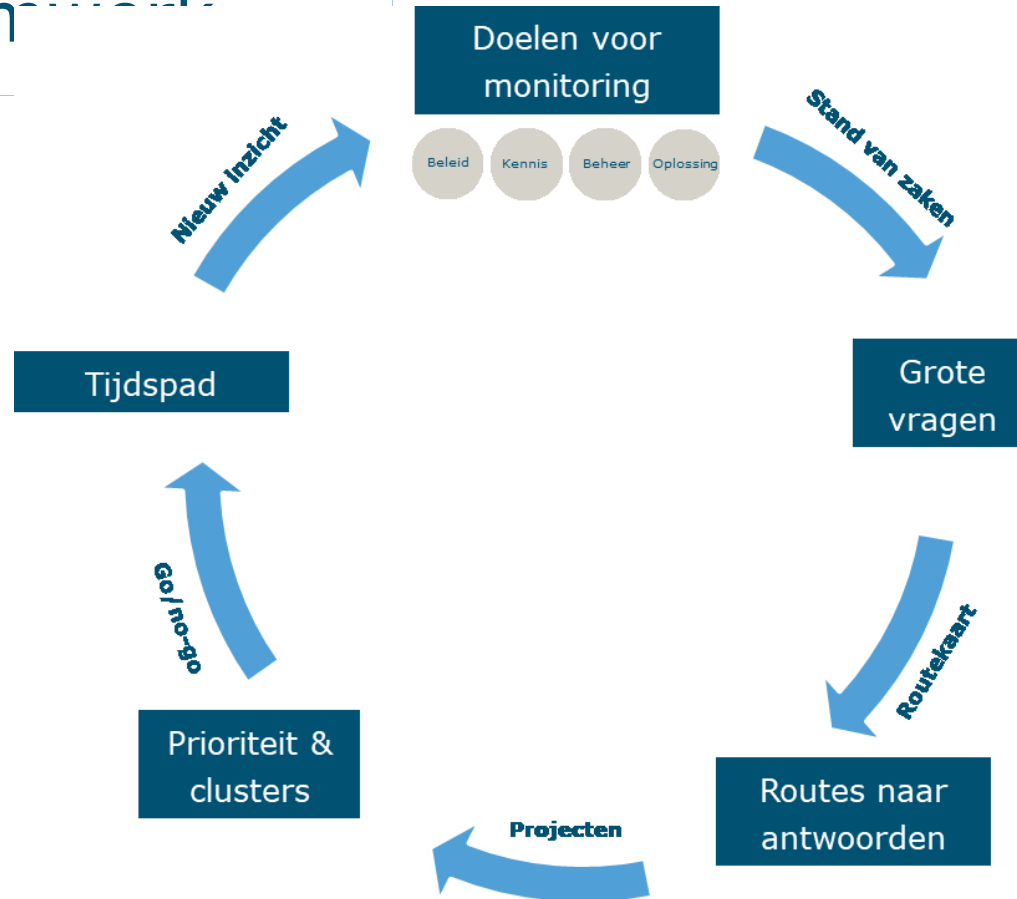 Doelen voor
monitoring
Beleid
Kennis
Beheer
Oplossing
Stand van zaken
Grote
vragen
Routekaart
Routes naar
antwoorden
Projecten
Prioriteit &
clusters
Go/no-go
Tijdspad
Nieuw inzicht